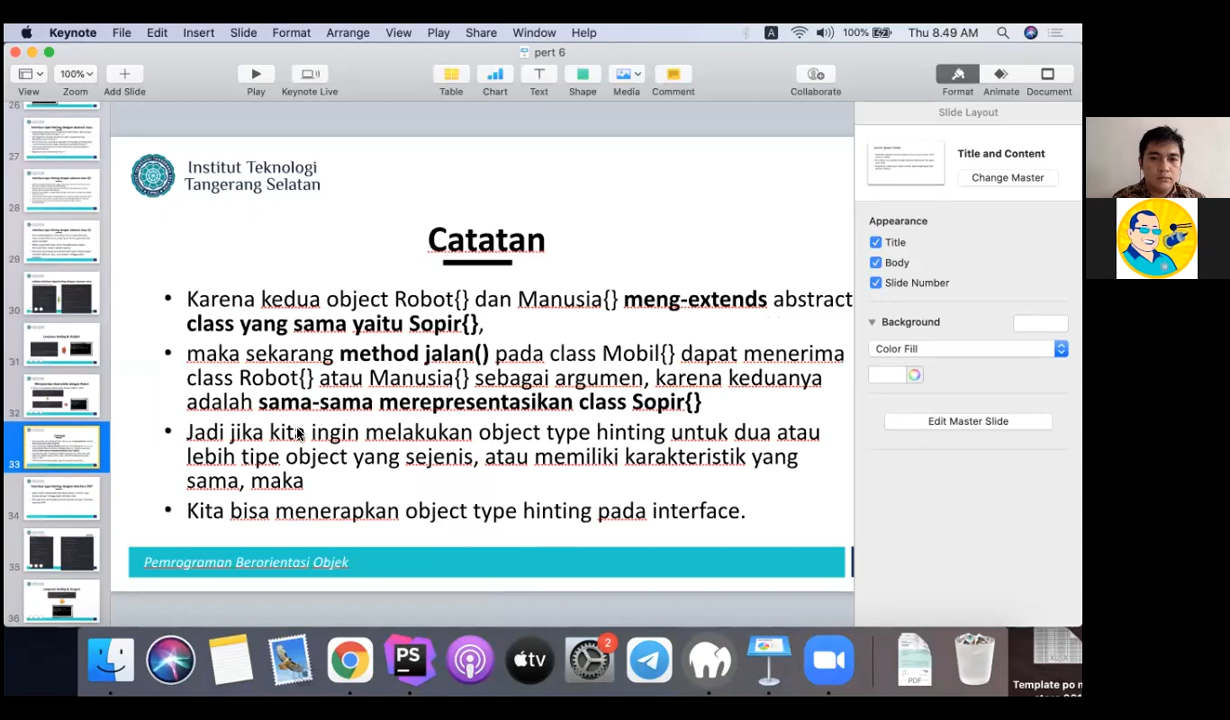 Keynote File Edit Insert Slide Format Arrange View Play Share Window Help A 100% Thu 8.49 AM
pert 6
100%
View Zoom Add Slide Play Keynote Live Table Chart Text Shape Media Comment Collaborate Format Animate Document
Slide Layout
Title and Content
Change Master
Appearance
Title
Body
Slide Number
Background
Color Fill
Edit Master Slide
26
27
28
29
30
31
32
33
34
35
36
Institut Teknologi
Tangerang Selatan
Catatan
• Karena kedua object Robot{} dan Manusia{} meng-extends abstract
class yang sama yaitu Sopir{},
• maka sekarang method jalan() pada class Mobil{} dapat menerima
class Robot{} atau Manusia{} sebagai argumen, karena keduanya
adalah sama-sama merepresentasikan class Sopir{}
• Jadi jika kita ingin melakukan object type hinting untuk dua atau
lebih tipe object yang sejenis, atau memiliki karakteristik yang
sama, maka
• Kita bisa menerapkan object type hinting pada interface.
Pemrograman Berorientasi Objek
PS
tv
2
PDF
XLSX
Template po m